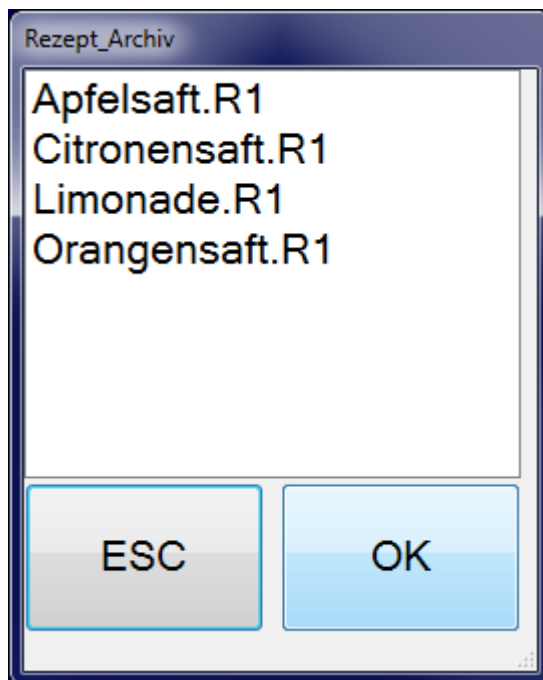 Rezept_Archiv
Apfelsaft.R1
Citronensaft.R1
Limonade.R1
Orangensaft.R1
ESC OK